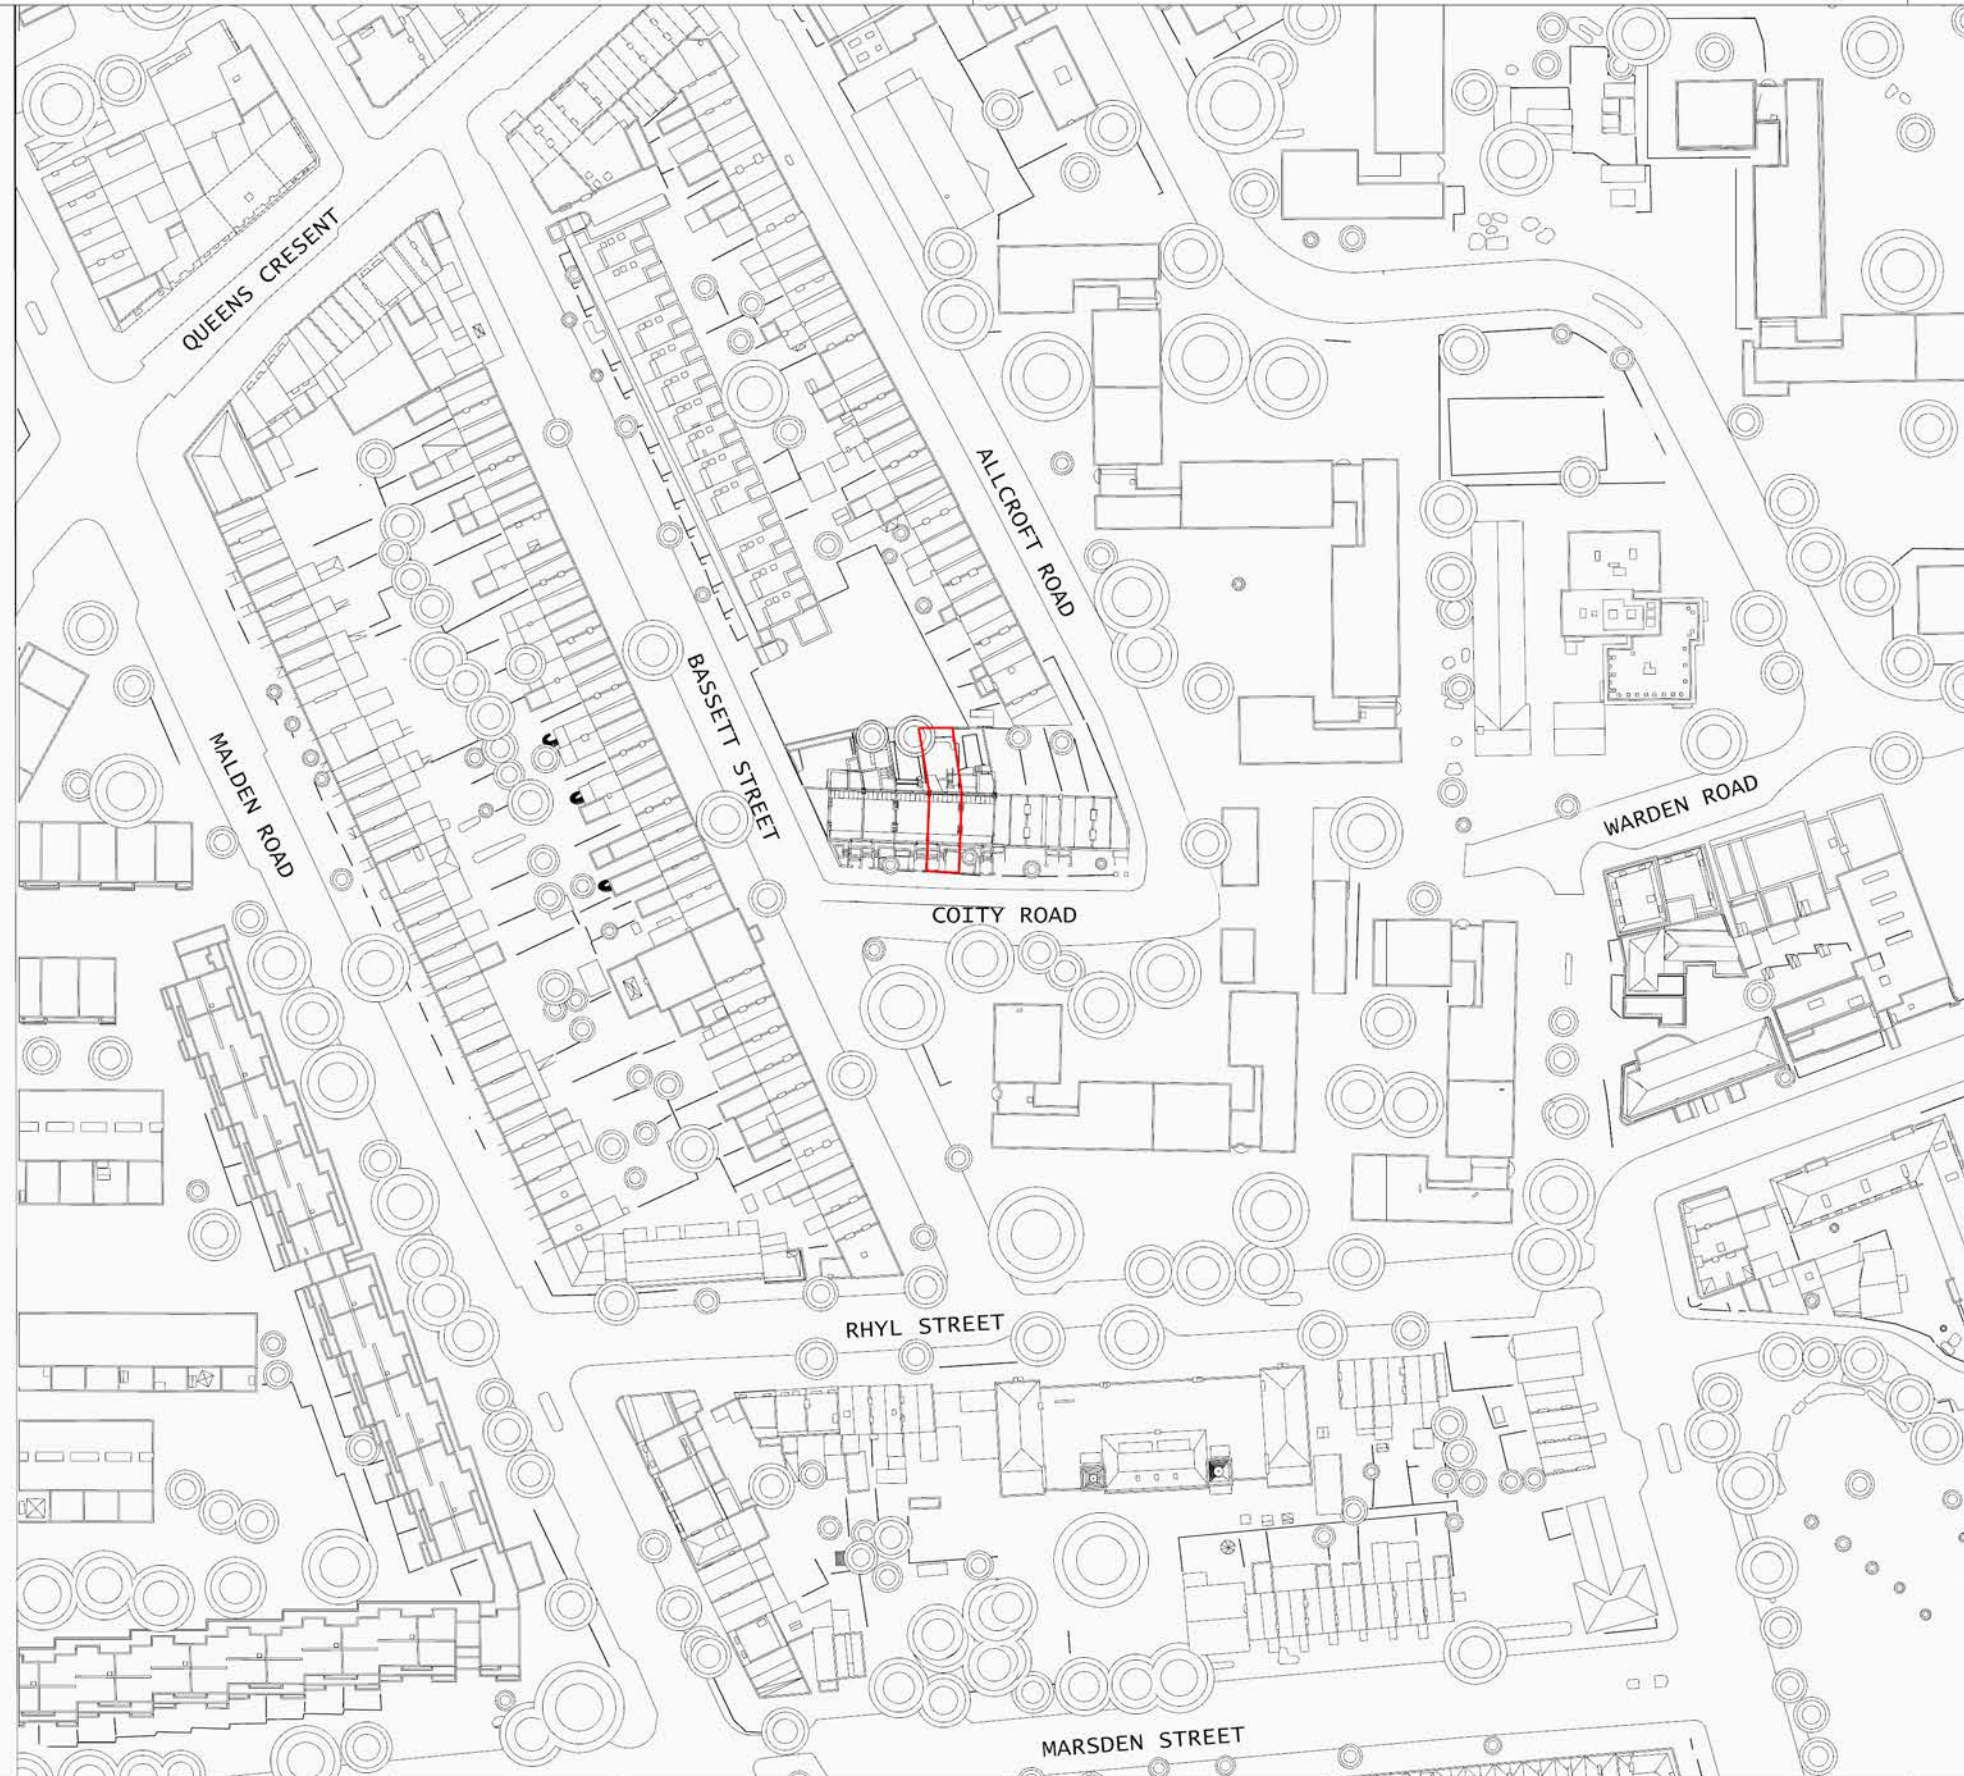 QUEENS CRESENT
ALLCROFT ROAD
BASSETT STREET
MALDEN ROAD
WARDEN ROAD
COITY ROAD
RHYL STREET
MARSDEN STREET